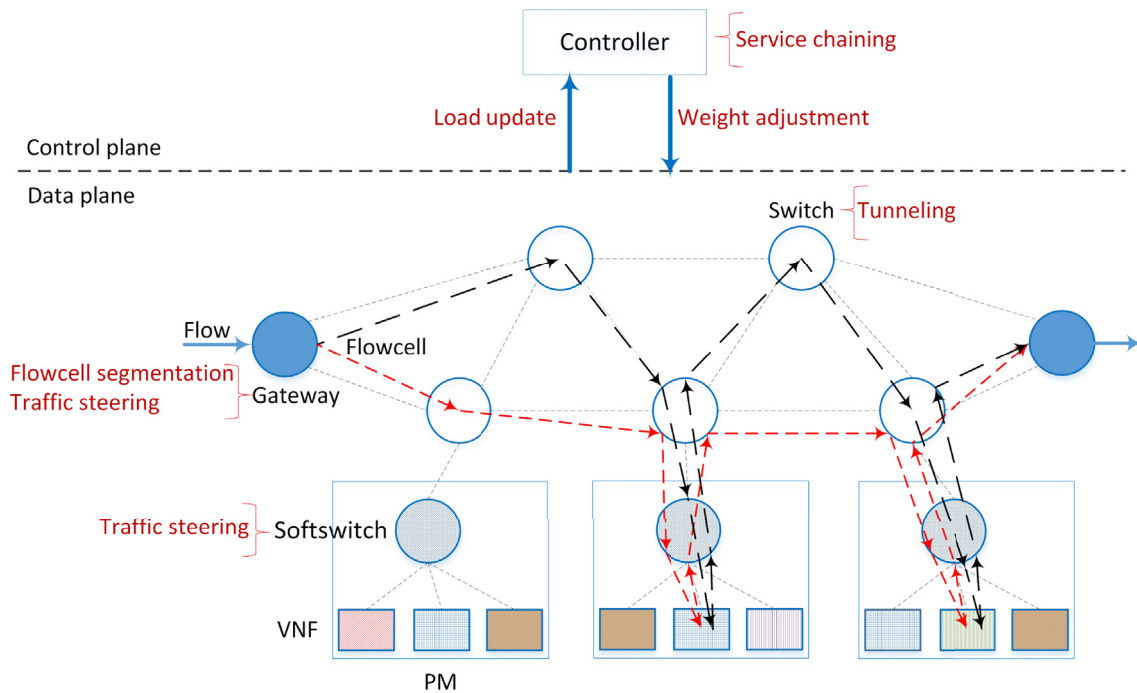 Controller
Service chaining
Load update
Weight adjustment
Control plane
Data plane
Switch
Tunneling
Flow
Flowcell
Flowcell segmentation
Traffic steering
Gateway
Traffic steering
Softswitch
VNF
PM